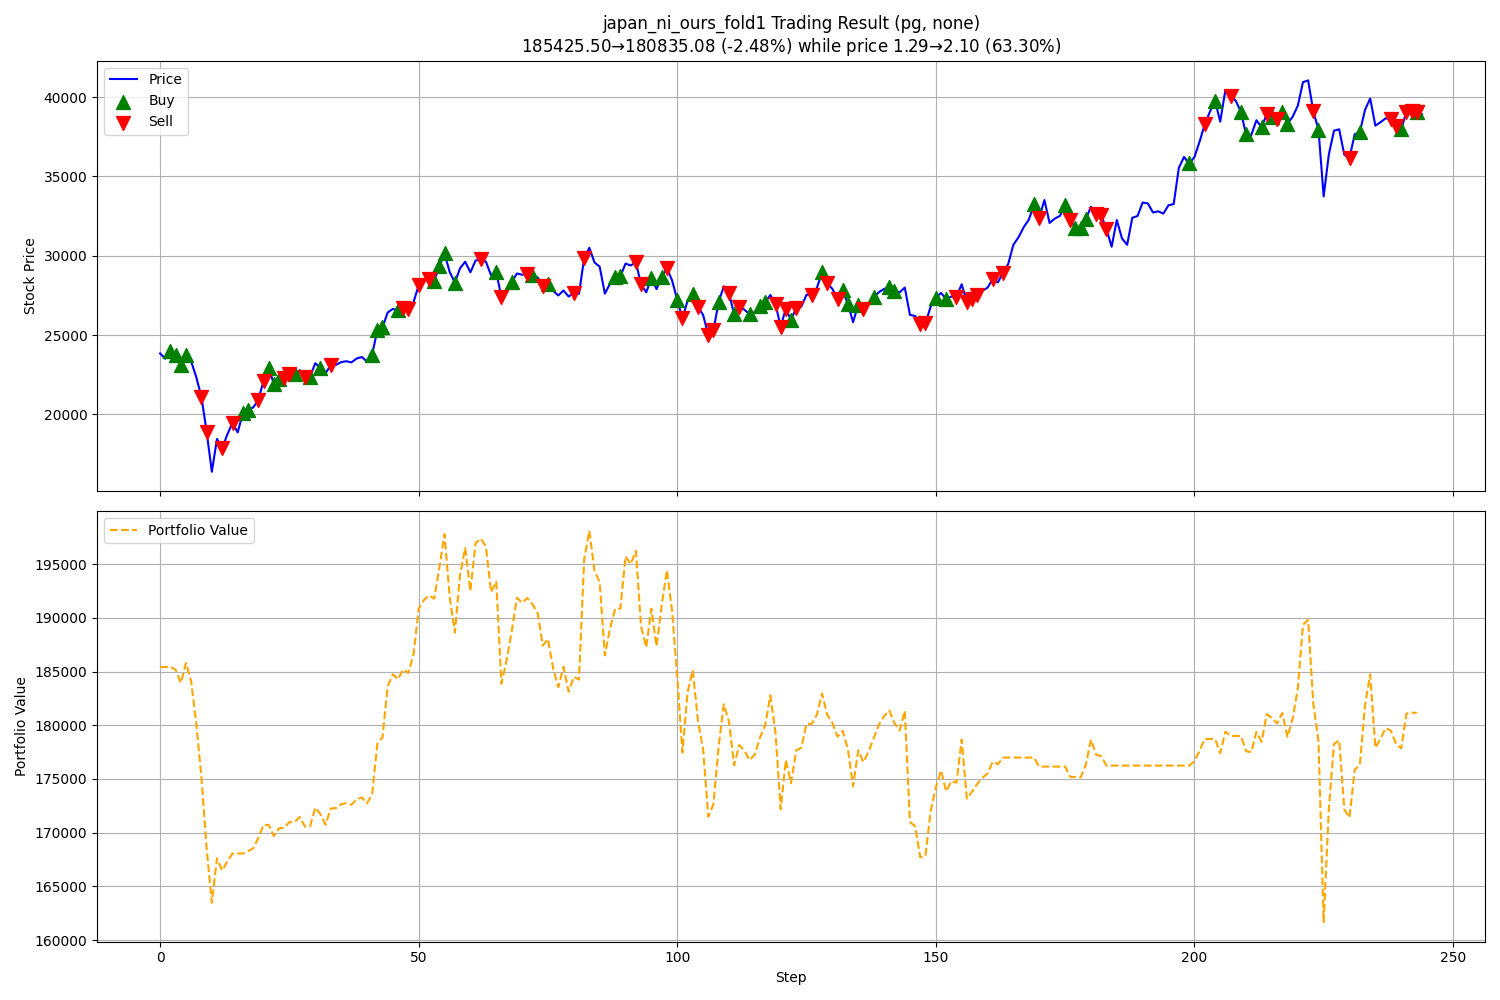 japan_ni_ours_fold1 Trading Result (pg, none)
185425.50→180835.08 (-2.48%) while price 1.29→2.10 (63.30%)
Price
Buy
Sell
40000
35000
30000
25000
20000
Stock Price
Portfolio Value
195000
190000
185000
180000
175000
170000
165000
160000
Portfolio Value
0
50
100
150
200
250
Step